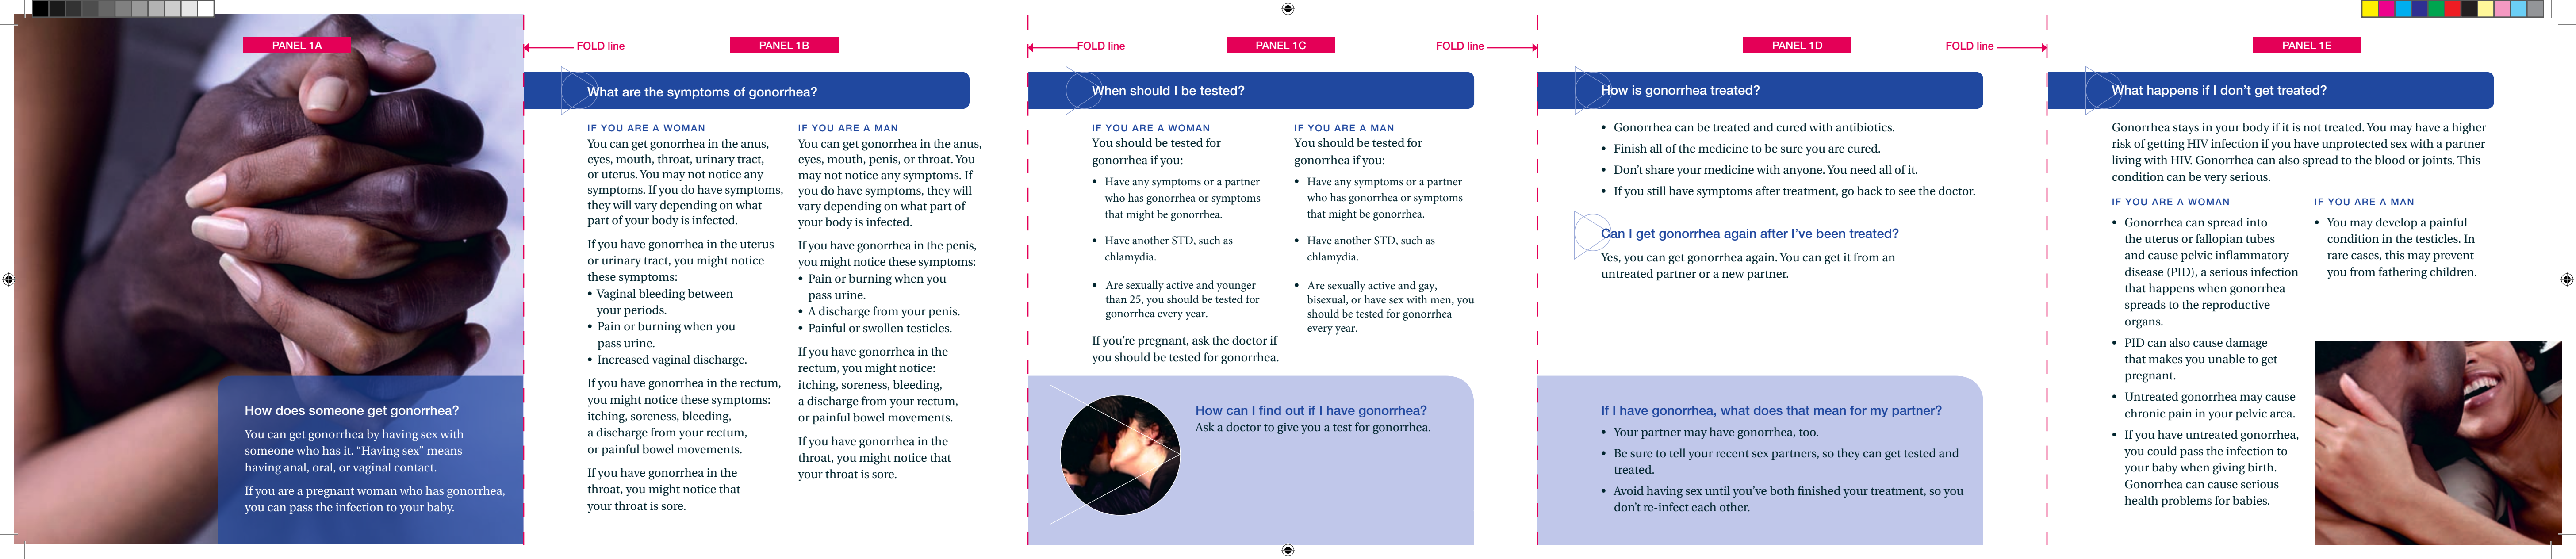 PANEL 1A
How does someone get gonorrhea?
You can get gonorrhea by having sex with
someone who has it. “Having sex” means
having anal, oral, or vaginal contact.
If you are a pregnant woman who has gonorrhea,
you can pass the infection to your baby.
FOLD line
PANEL 1B
What are the symptoms of gonorrhea?
IF YOU ARE A WOMAN
You can get gonorrhea in the anus,
eyes, mouth, throat, urinary tract,
or uterus. You may not notice any
symptoms. If you do have symptoms,
they will vary depending on what
part of your body is infected.
If you have gonorrhea in the uterus
or urinary tract, you might notice
these symptoms:
• Vaginal bleeding between
your periods.
• Pain or burning when you
pass urine.
• Increased vaginal discharge.
If you have gonorrhea in the rectum,
you might notice these symptoms:
itching, soreness, bleeding,
a discharge from your rectum,
or painful bowel movements.
If you have gonorrhea in the
throat, you might notice that
your throat is sore.
IF YOU ARE A MAN
You can get gonorrhea in the anus,
eyes, mouth, penis, or throat. You
may not notice any symptoms. If
you do have symptoms, they will
vary depending on what part of
your body is infected.
If you have gonorrhea in the penis,
you might notice these symptoms:
• Pain or burning when you
pass urine.
• A discharge from your penis.
• Painful or swollen testicles.
If you have gonorrhea in the
rectum, you might notice:
itching, soreness, bleeding,
a discharge from your rectum,
or painful bowel movements.
If you have gonorrhea in the
throat, you might notice that
your throat is sore.
FOLD line
PANEL 1C
FOLD line
When should I be tested?
IF YOU ARE A WOMAN
You should be tested for
gonorrhea if you:
• Have any symptoms or a partner
who has gonorrhea or symptoms
that might be gonorrhea.
• Have another STD, such as
chlamydia.
• Are sexually active and younger
than 25, you should be tested for
gonorrhea every year.
If you’re pregnant, ask the doctor if
you should be tested for gonorrhea.
IF YOU ARE A MAN
You should be tested for
gonorrhea if you:
• Have any symptoms or a partner
who has gonorrhea or symptoms
that might be gonorrhea.
• Have another STD, such as
chlamydia.
• Are sexually active and gay,
bisexual, or have sex with men, you
should be tested for gonorrhea
every year.
How can I find out if I have gonorrhea?
Ask a doctor to give you a test for gonorrhea.
PANEL 1D
FOLD line
How is gonorrhea treated?
• Gonorrhea can be treated and cured with antibiotics.
• Finish all of the medicine to be sure you are cured.
• Don’t share your medicine with anyone. You need all of it.
• If you still have symptoms after treatment, go back to see the doctor.
Can I get gonorrhea again after I’ve been treated?
Yes, you can get gonorrhea again. You can get it from an
untreated partner or a new partner.
If I have gonorrhea, what does that mean for my partner?
• Your partner may have gonorrhea, too.
• Be sure to tell your recent sex partners, so they can get tested and
treated.
• Avoid having sex until you’ve both finished your treatment, so you
don’t re-infect each other.
PANEL 1E
What happens if I don’t get treated?
Gonorrhea stays in your body if it is not treated. You may have a higher
risk of getting HIV infection if you have unprotected sex with a partner
living with HIV. Gonorrhea can also spread to the blood or joints. This
condition can be very serious.
IF YOU ARE A WOMAN
• Gonorrhea can spread into
the uterus or fallopian tubes
and cause pelvic inflammatory
disease (PID), a serious infection
that happens when gonorrhea
spreads to the reproductive
organs.
• PID can also cause damage
that makes you unable to get
pregnant.
• Untreated gonorrhea may cause
chronic pain in your pelvic area.
• If you have untreated gonorrhea,
you could pass the infection to
your baby when giving birth.
Gonorrhea can cause serious
health problems for babies.
IF YOU ARE A MAN
• You may develop a painful
condition in the testicles. In
rare cases, this may prevent
you from fathering children.